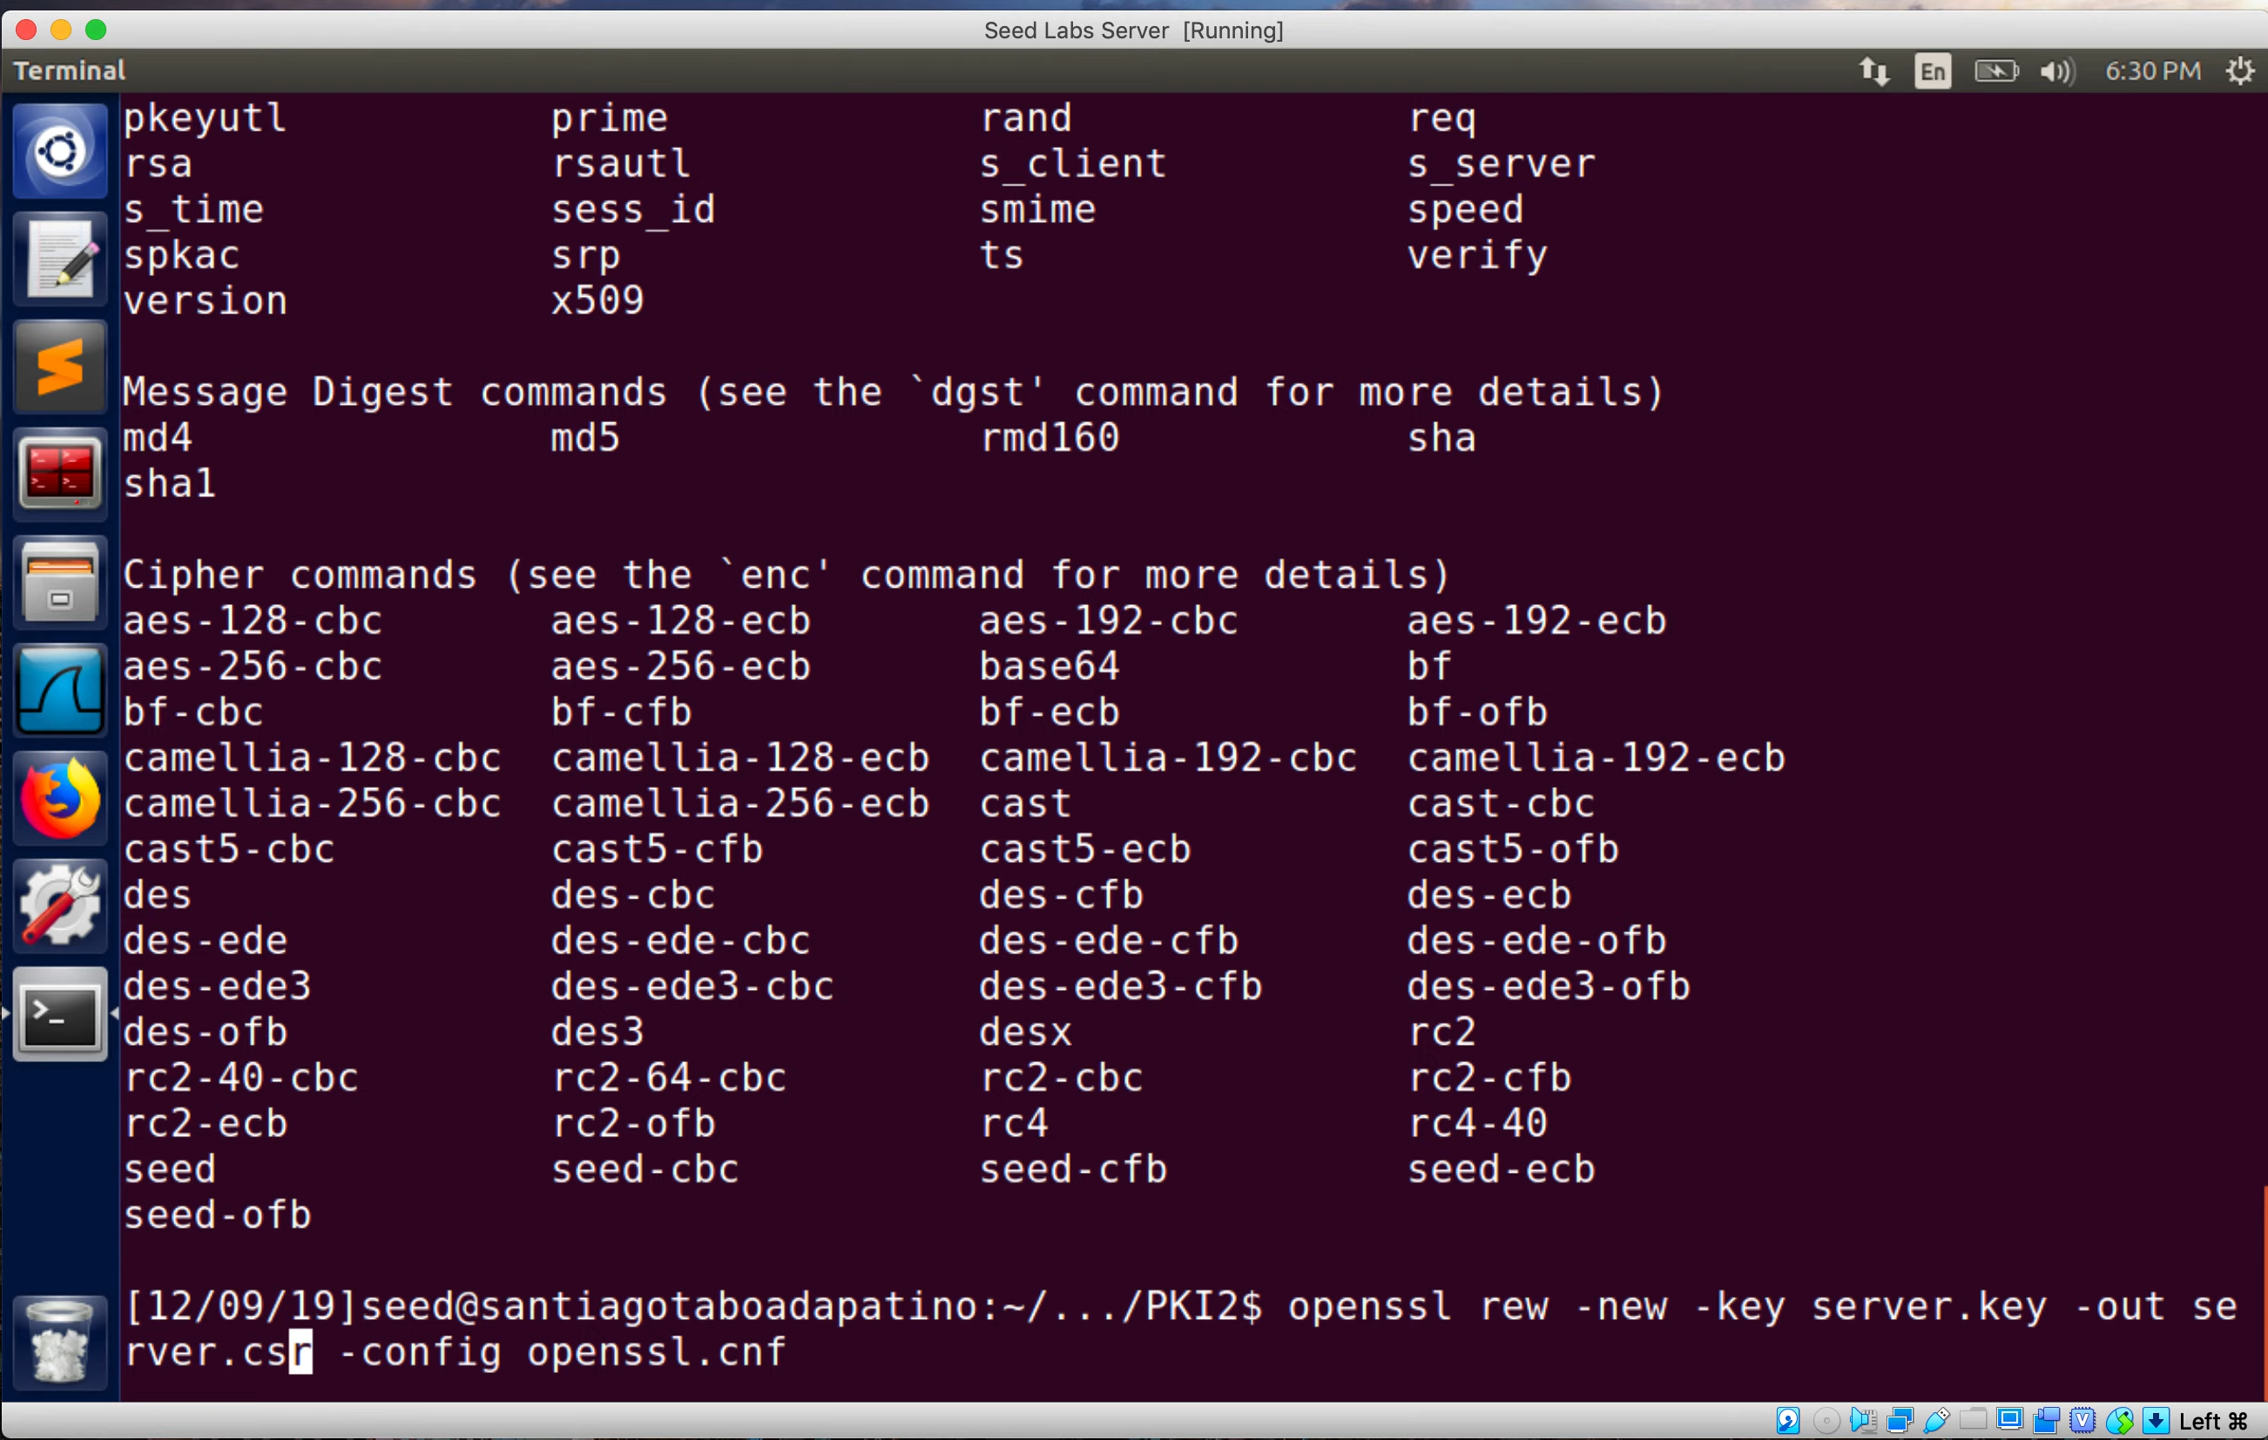 Seed Labs Server [Running]
Terminal
En
6:30 PM
pkeyutl prime rand req
rsa rsautl s_client s_server
s_time sess_id smime speed
spkac srp ts verify
version x509
Message Digest commands (see the `dgst' command for more details)
md4 md5 rmd160 sha
sha1
Cipher commands (see the `enc' command for more details)
aes-128-cbc aes-128-ecb aes-192-cbc aes-192-ecb
aes-256-cbc aes-256-ecb base64 bf
bf-cbc bf-cfb bf-ecb bf-ofb
camellia-128-cbc camellia-128-ecb camellia-192-cbc camellia-192-ecb
camellia-256-cbc camellia-256-ecb cast cast-cbc
cast5-cbc cast5-cfb cast5-ecb cast5-ofb
des des-cbc des-cfb des-ecb
des-ede des-ede-cbc des-ede-cfb des-ede-ofb
des-ede3 des-ede3-cbc des-ede3-cfb des-ede3-ofb
des-ofb des3 desx rc2
rc2-40-cbc rc2-64-cbc rc2-cbc rc2-cfb
rc2-ecb rc2-ofb rc4 rc4-40
seed seed-cbc seed-cfb seed-ecb
seed-ofb
[12/09/19]seed@santiagotaboadapatino:~/.../PKI2$ openssl rew -new -key server.key -out se
rver.csr -config openssl.cnf
Left ⌘